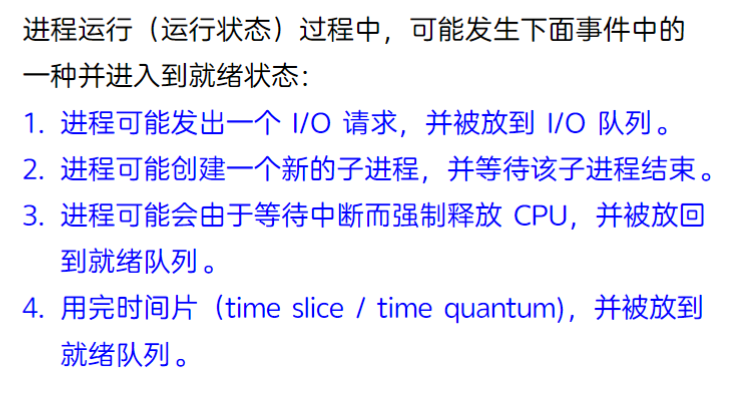 进程运行（运行状态）过程中，可能发生下面事件中的
一种并进入到就绪状态：
1. 进程可能发出一个 I/O 请求，并被放到 I/O 队列。
2. 进程可能创建一个新的子进程，并等待该子进程结束。
3. 进程可能会由于等待中断而强制释放 CPU，并被放回
到就绪队列。
4. 用完时间片（time slice / time quantum)，并被放到
就绪队列。